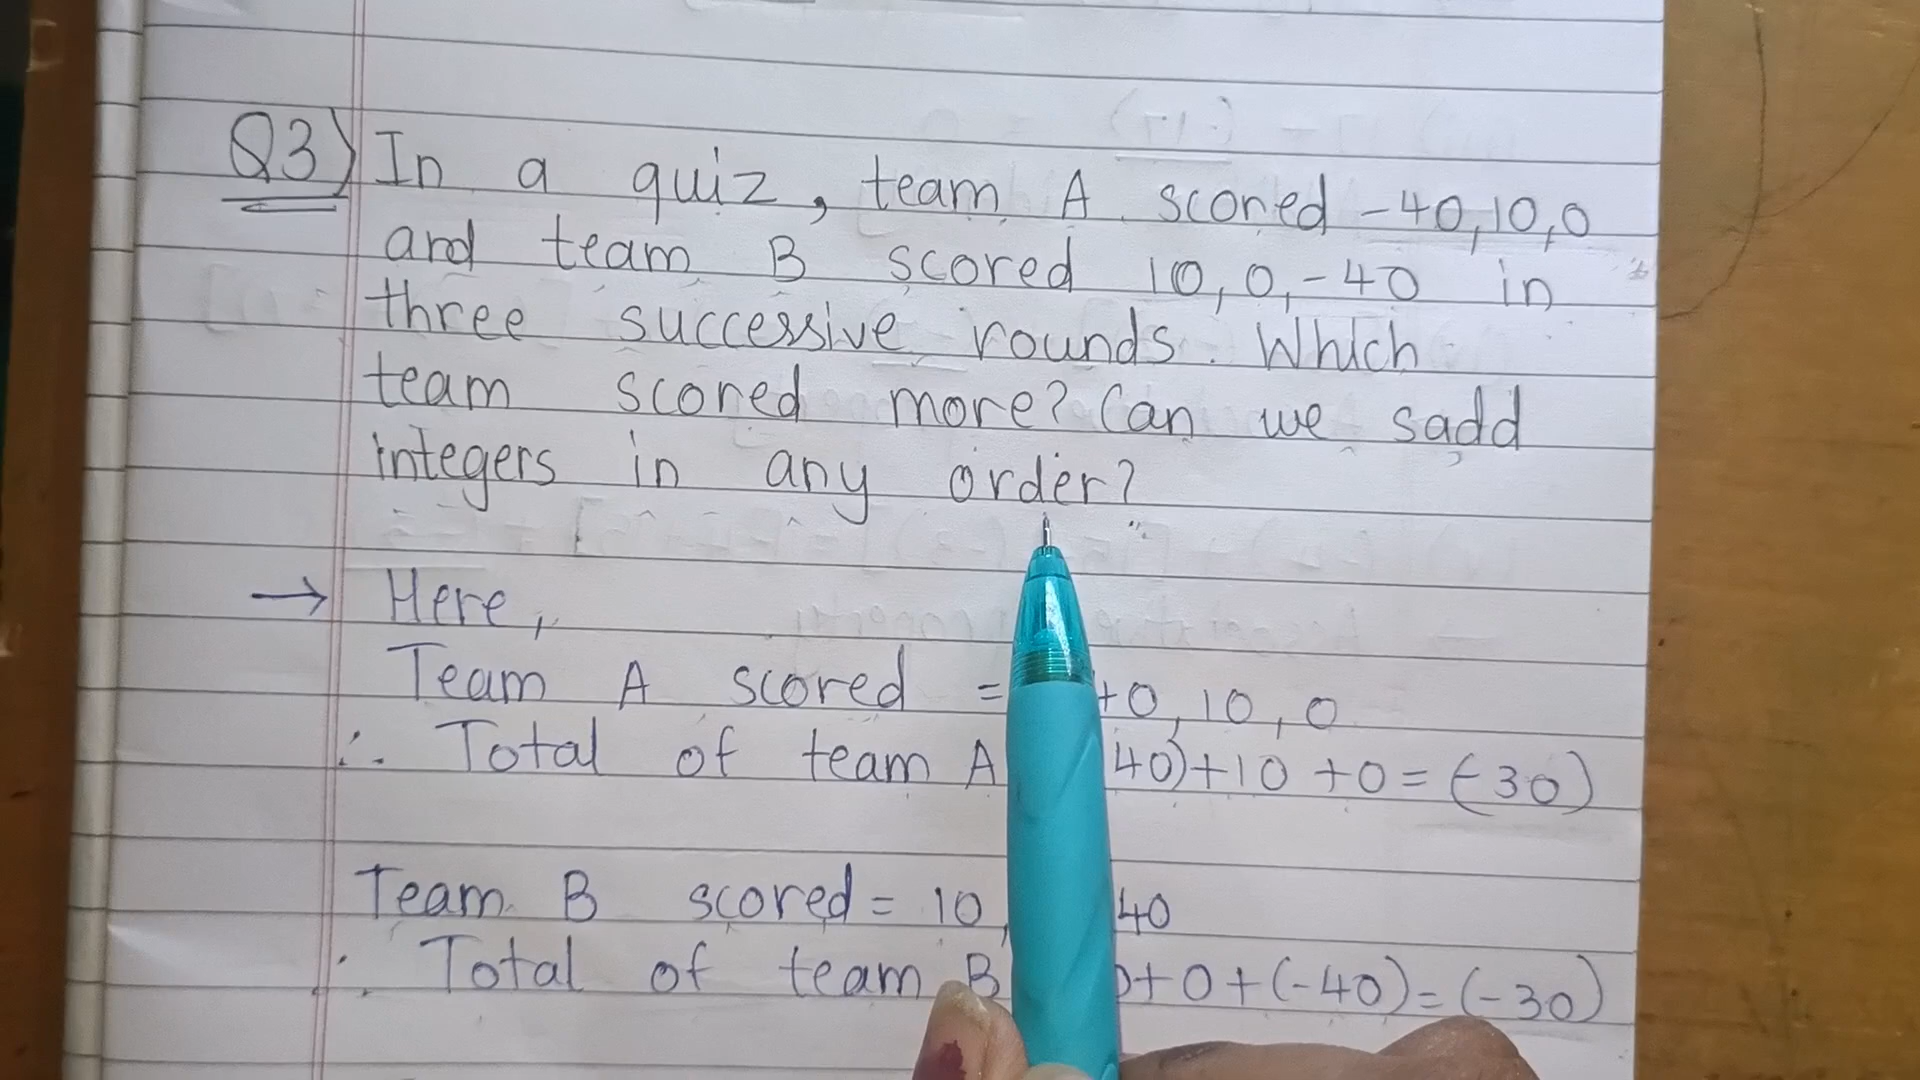 Q3) In a quiz, team A scored -40,10,0
and team B scored 10,0,-40 in
three successive rounds. Which
team scored more? Can we sadd
integers in any order?
→ Here,
Team A scored = 40, 10, 0
∴ Total of team A 40)+10 +0 = (-30)
Team B scored = 10, 40
∴ Total of team B 0+0+(-40) = (-30)